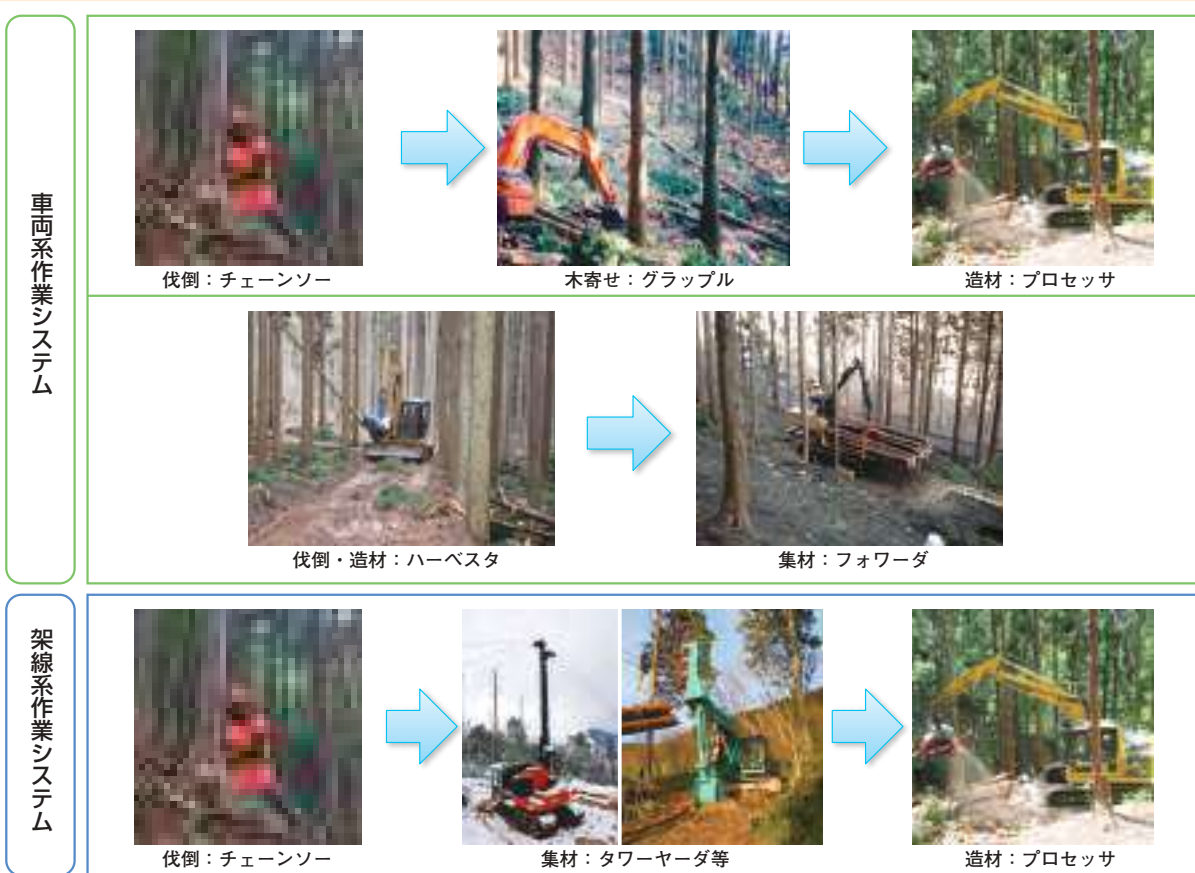 車両系作業システム
伐倒：チェーンソー
木寄せ：グラップル
造材：プロセッサ
伐倒・造材：ハーベスタ
集材：フォワーダ
架線系作業システム
伐倒：チェーンソー
集材：タワーヤーダ等
造材：プロセッサ